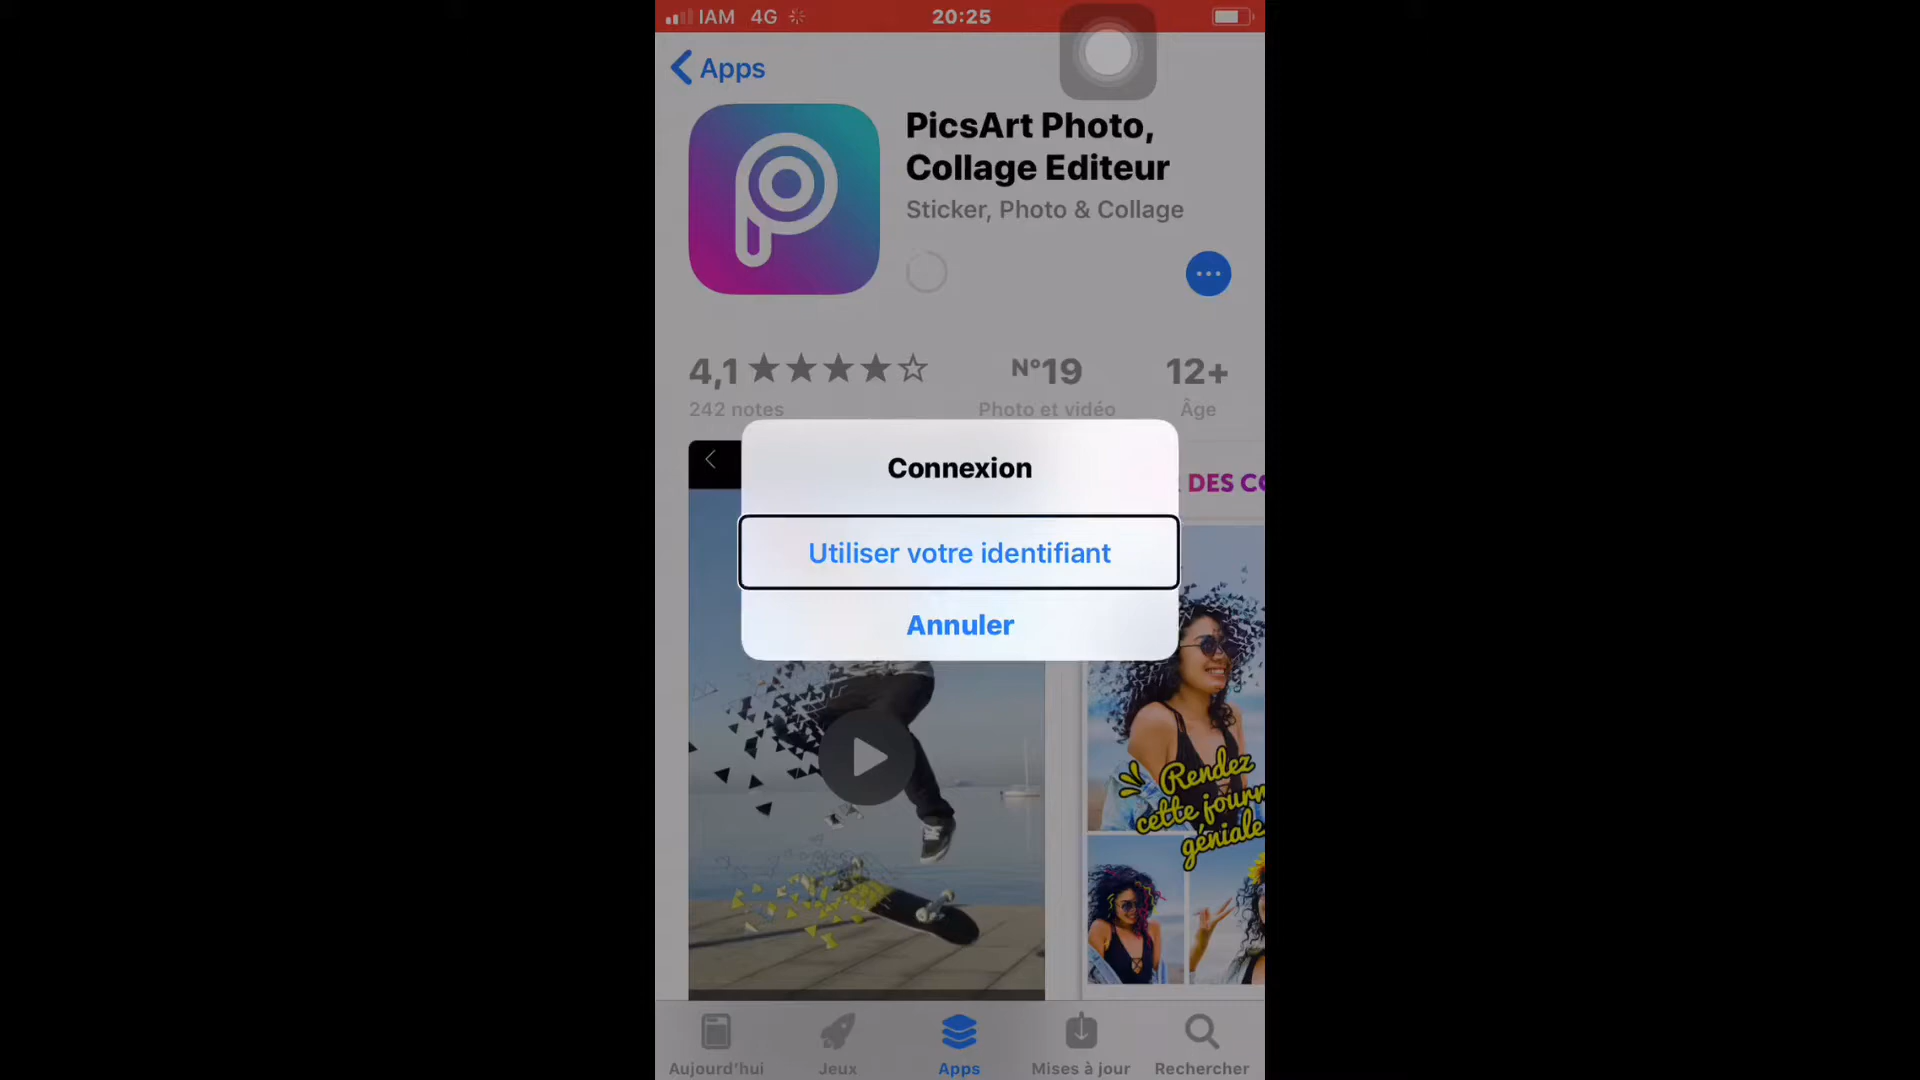 IAM 4G 20:25
Apps
PicsArt Photo,
Collage Editeur
Sticker, Photo & Collage
4,1 N°19 12+
242 notes Photo et vidéo Âge
Connexion
DES
Utiliser votre identifiant
Annuler
Rendez
cette
géniale
Aujourd'hui Jeux Apps Mises à jour Rechercher